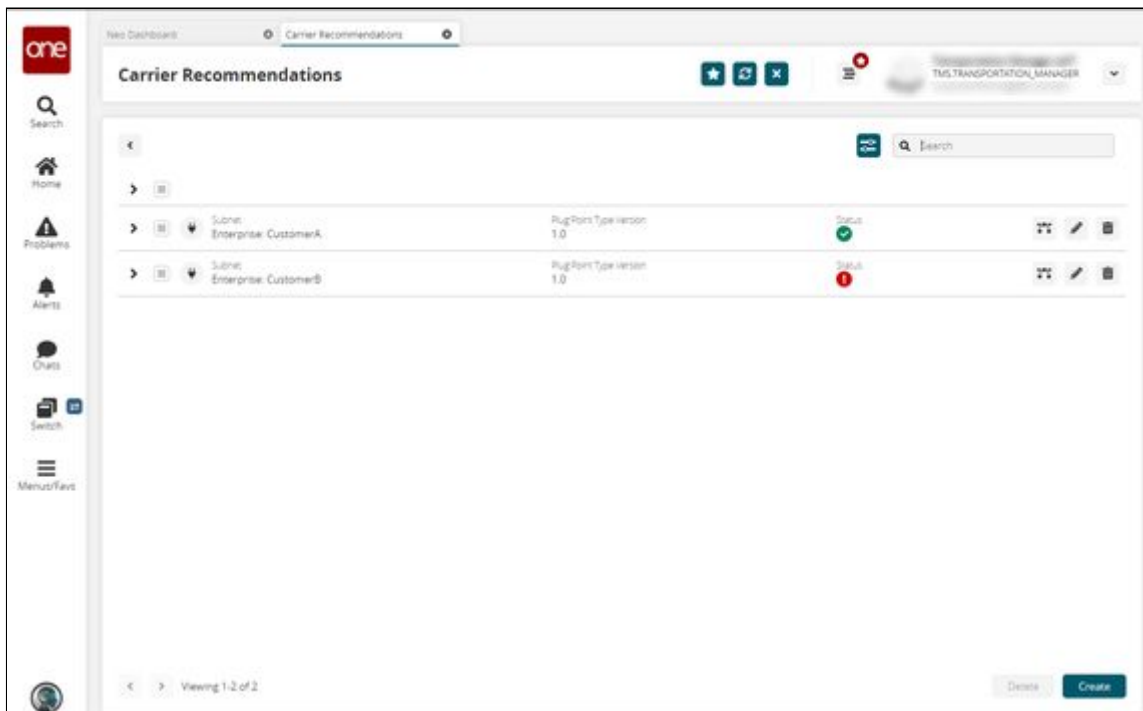 one
Neo Dashboard
Carrier Recommendations
Carrier Recommendations
TMS.TRANSPORTATION_MANAGER
Search
Home
Problems
Alerts
Chats
Switch
Menus/Favs
Search
Subnet
Enterprise: CustomerA
Plug Point Type Version
1.0
Status
Subnet
Enterprise: CustomerB
Plug Point Type Version
1.0
Status
Viewing 1-2 of 2
Delete
Create